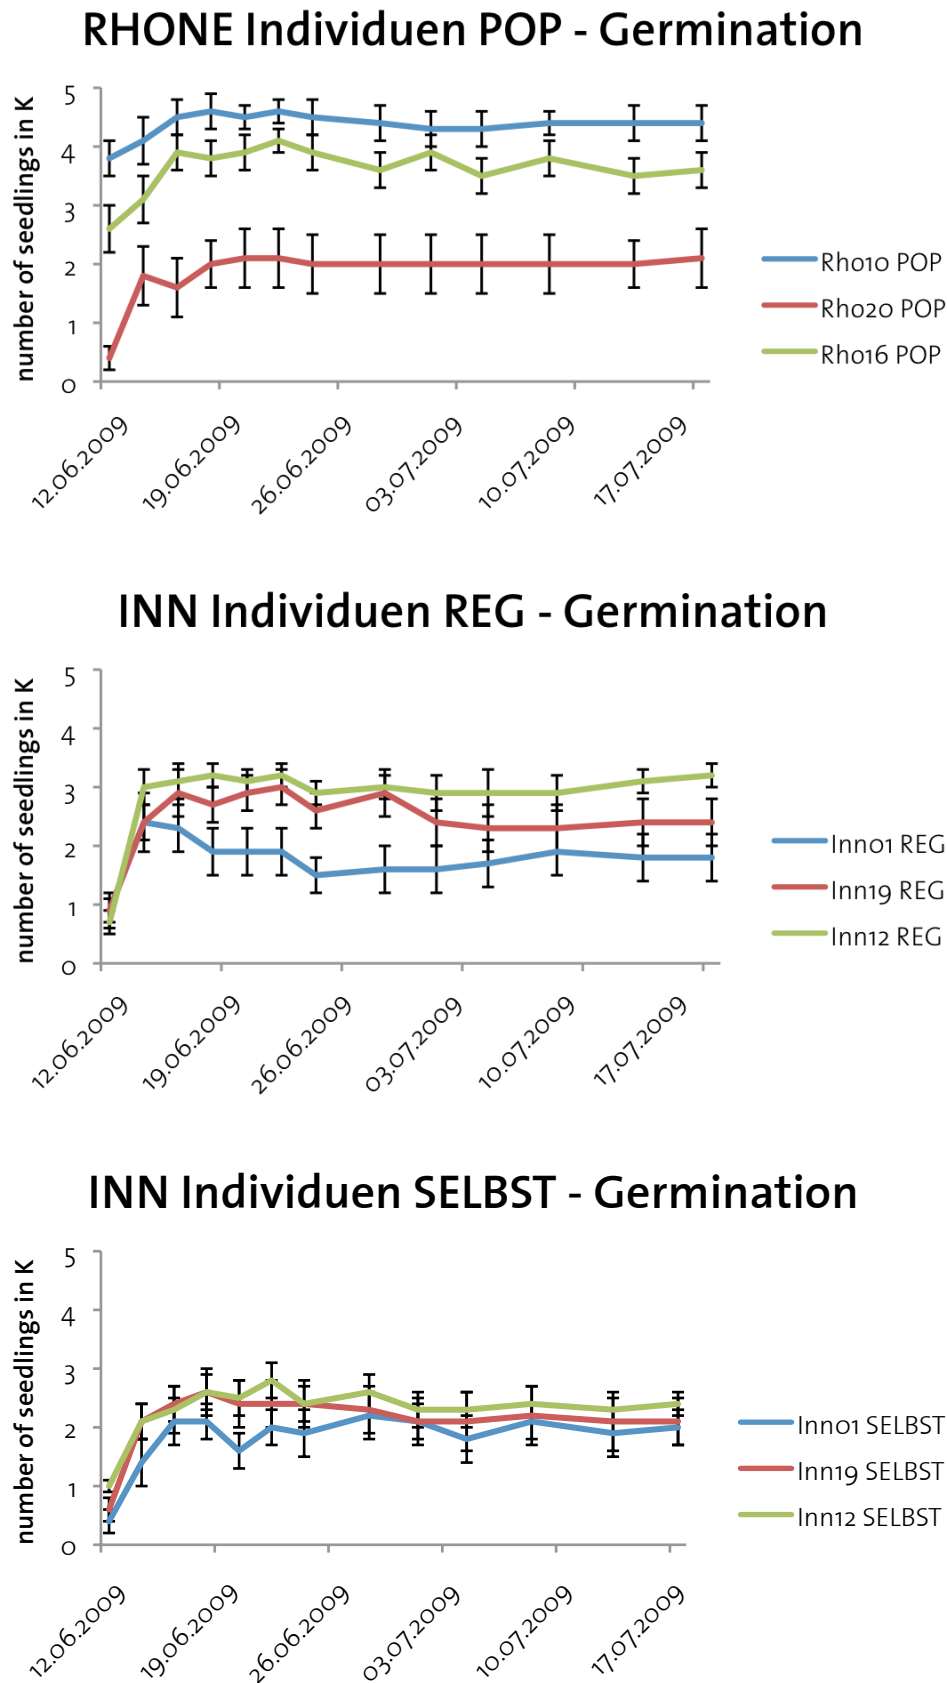 RHONE Individuen POP - Germination
number of seedlings in K
5
4
3
2
1
0
12.06.2009
19.06.2009
26.06.2009
03.07.2009
10.07.2009
17.07.2009
Rho10 POP
Rho20 POP
Rho16 POP
INN Individuen REG - Germination
number of seedlings in K
5
4
3
2
1
0
12.06.2009
19.06.2009
26.06.2009
03.07.2009
10.07.2009
17.07.2009
Inn01 REG
Inn19 REG
Inn12 REG
INN Individuen SELBST - Germination
number of seedlings in K
5
4
3
2
1
0
12.06.2009
19.06.2009
26.06.2009
03.07.2009
10.07.2009
17.07.2009
Inn01 SELBST
Inn19 SELBST
Inn12 SELBST